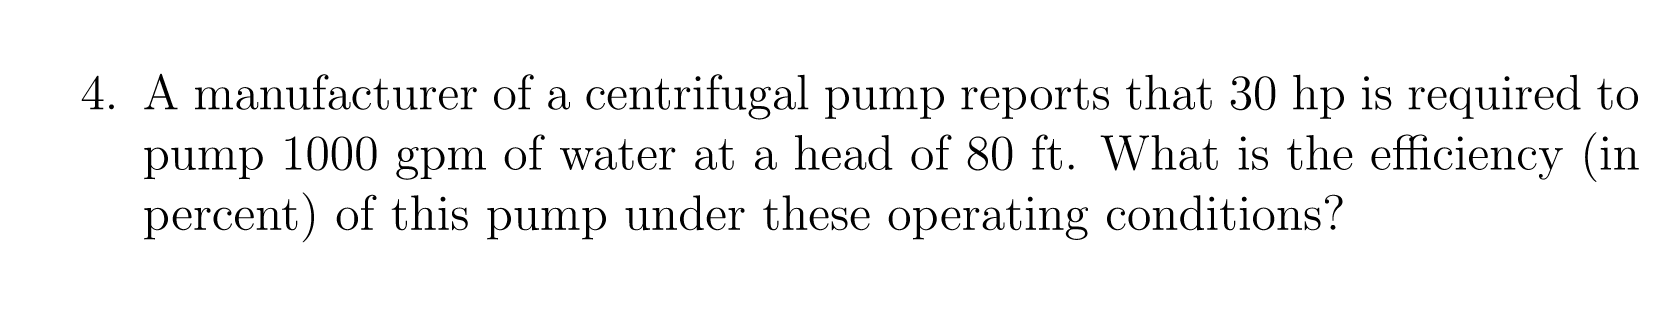 4. A manufacturer of a centrifugal pump reports that 30 hp is required to
pump 1000 gpm of water at a head of 80 ft. What is the efficiency (in
percent) of this pump under these operating conditions?